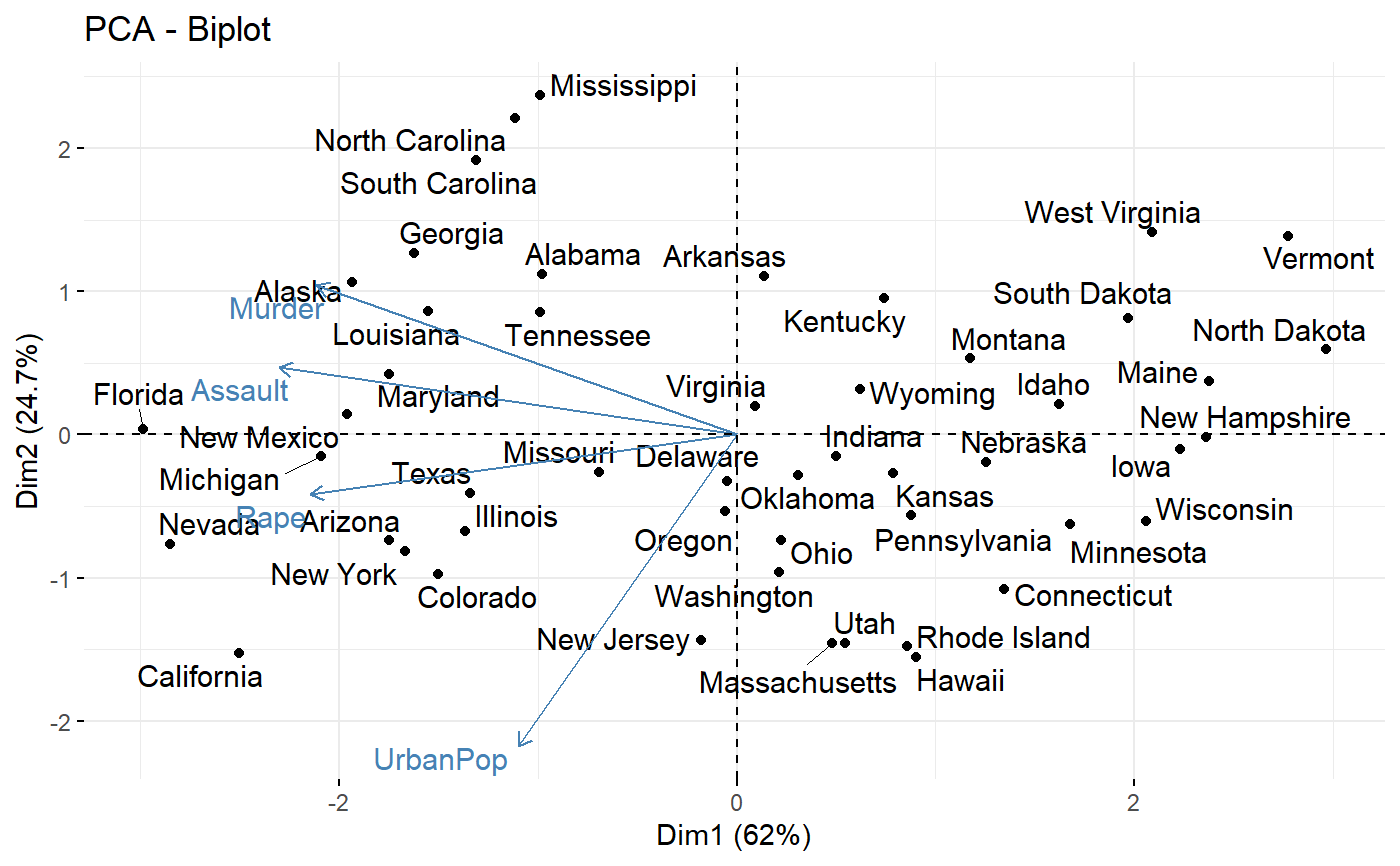 PCA - Biplot
Mississippi
North Carolina
South Carolina
West Virginia
Georgia
Alabama
Arkansas
Vermont
Alaska
South Dakota
Murder
Kentucky
Louisiana
Tennessee
North Dakota
Montana
Maine
Idaho
Virginia
Assault
Florida
Maryland
Wyoming
New Hampshire
New Mexico
Indiana
Nebraska
Missouri
Delaware
Iowa
Michigan
Texas
Oklahoma
Kansas
Wisconsin
Rape
Nevada
Arizona
Illinois
Oregon
Pennsylvania
Ohio
Minnesota
New York
Colorado
Washington
Connecticut
New Jersey
Utah
Rhode Island
California
Massachusetts
Hawaii
UrbanPop
2
1
0
-1
-2
Dim2 (24.7%)
-2
0
2
Dim1 (62%)